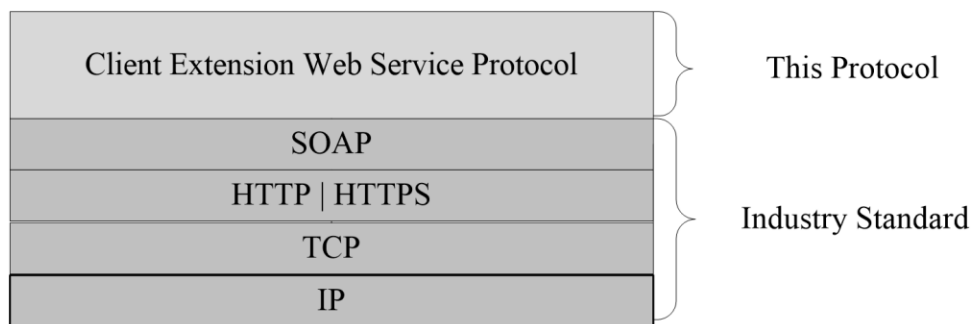 Client Extension Web Service Protocol
This Protocol
SOAP
HTTP | HTTPS
TCP
IP
Industry Standard